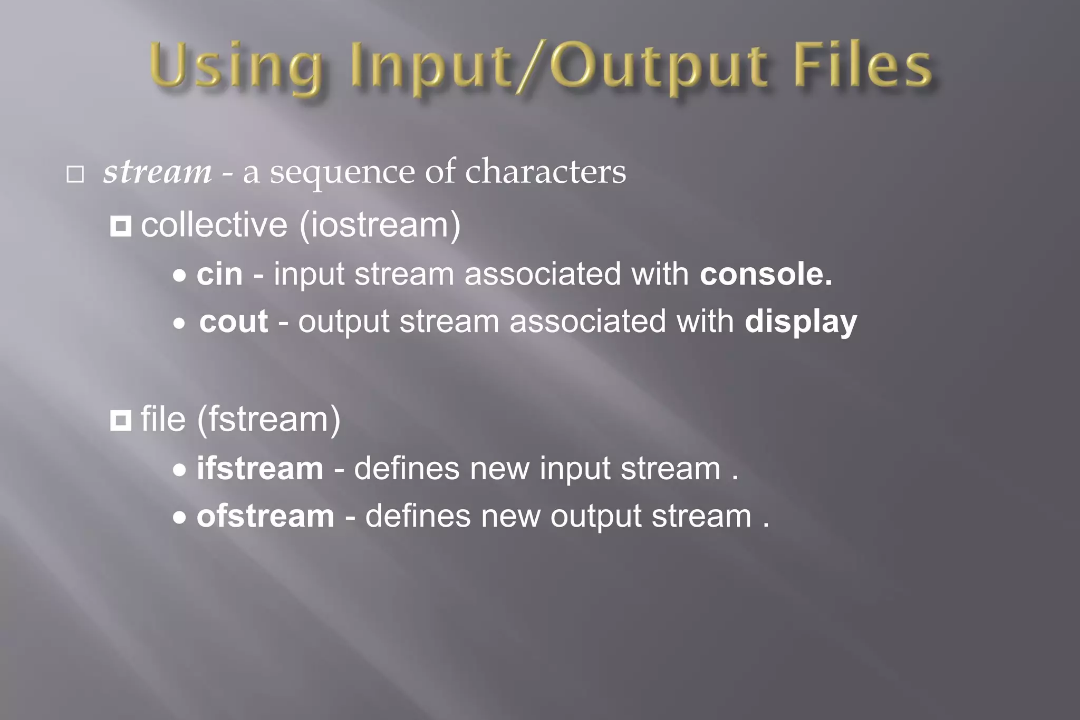 Using Input/Output Files
stream - a sequence of characters
collective (iostream)
• cin - input stream associated with console.
• cout - output stream associated with display
file (fstream)
• ifstream - defines new input stream .
• ofstream - defines new output stream .